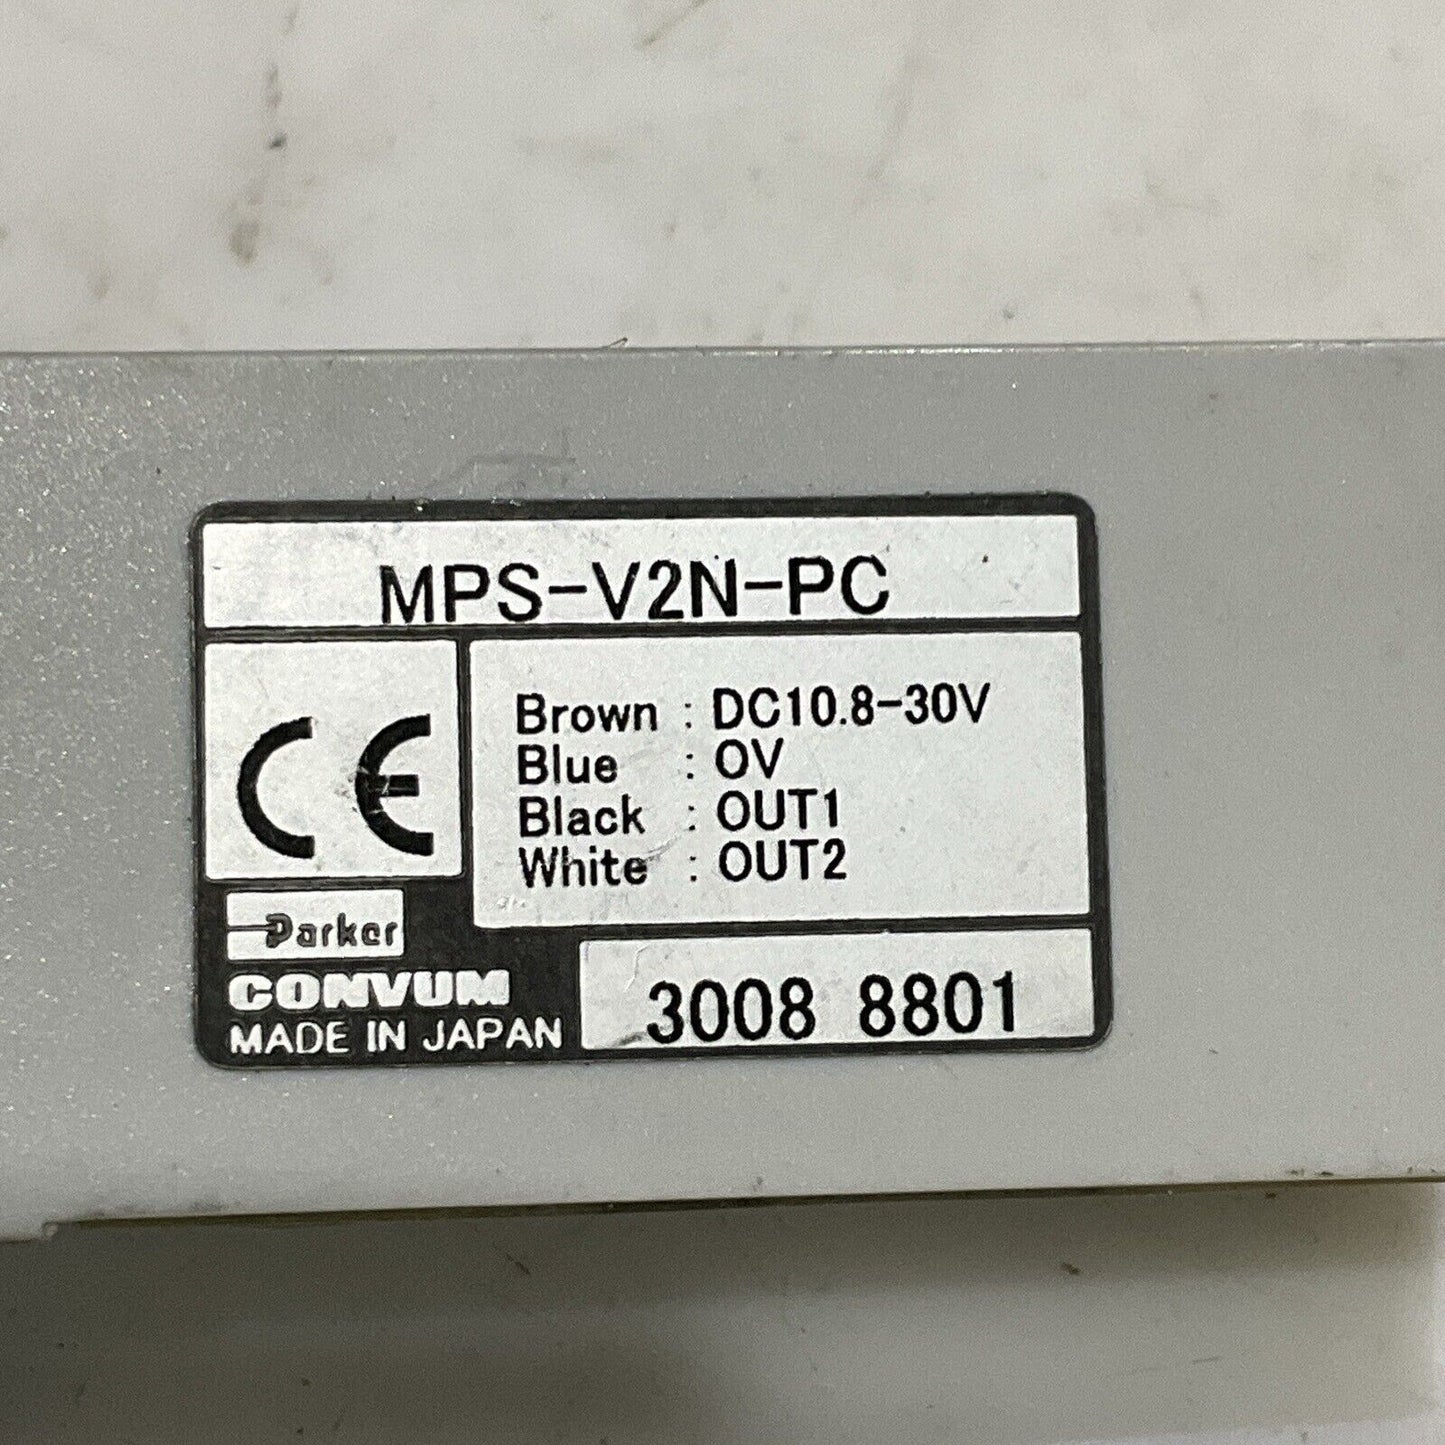 MPS-V2N-PC
CE
Brown : DC10.8-30V
Blue : 0V
Black : OUT1
White : OUT2
Parker
CONVUM
MADE IN JAPAN
3008 8801